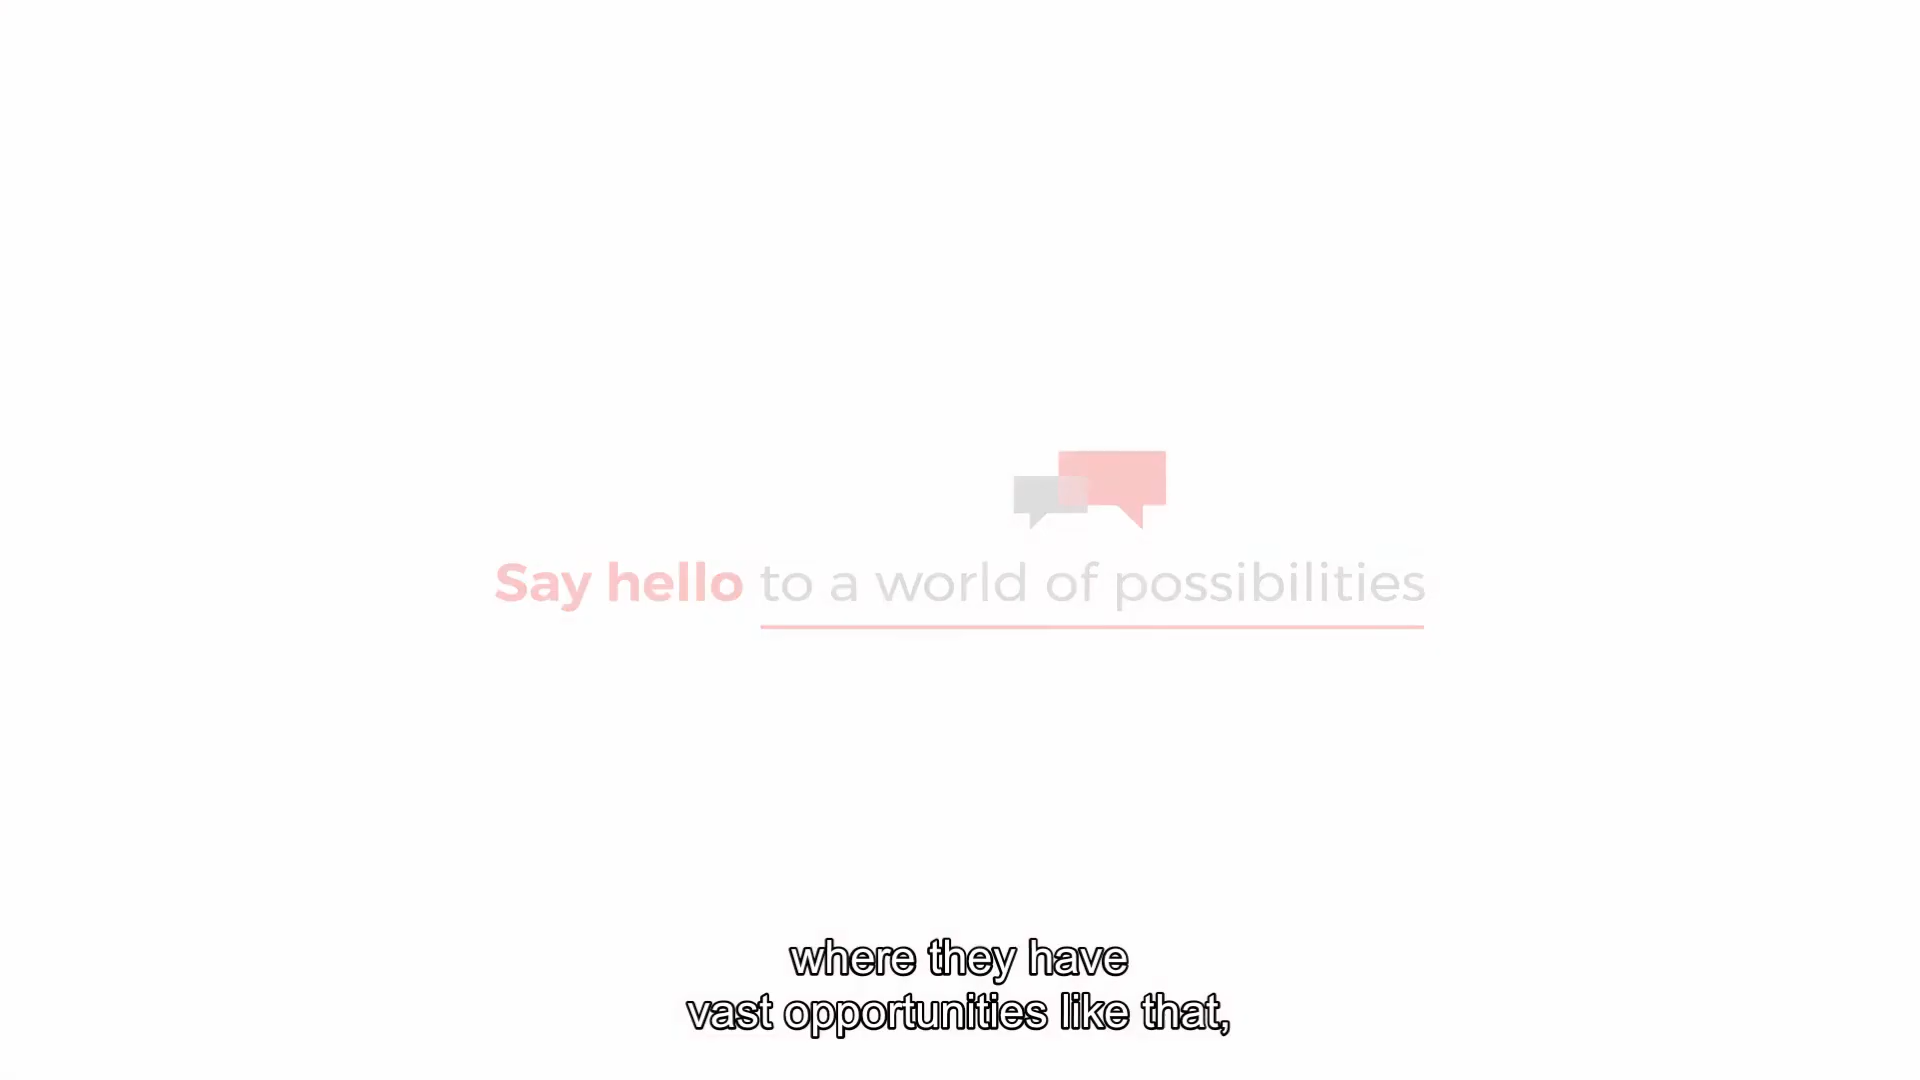 Say hello to a world of possibilities
where they have
vast opportunities like that,